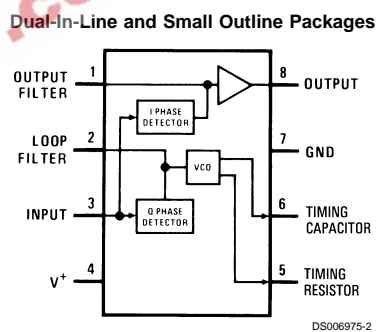 .co
Dual-In-Line and Small Outline Packages
OUTPUT
FILTER
1
8
OUTPUT
I PHASE
DETECTOR
LOOP
FILTER
2
7
GND
VCO
INPUT
3
Q PHASE
DETECTOR
6
TIMING
CAPACITOR
V+
4
5
TIMING
RESISTOR
DS006975-2